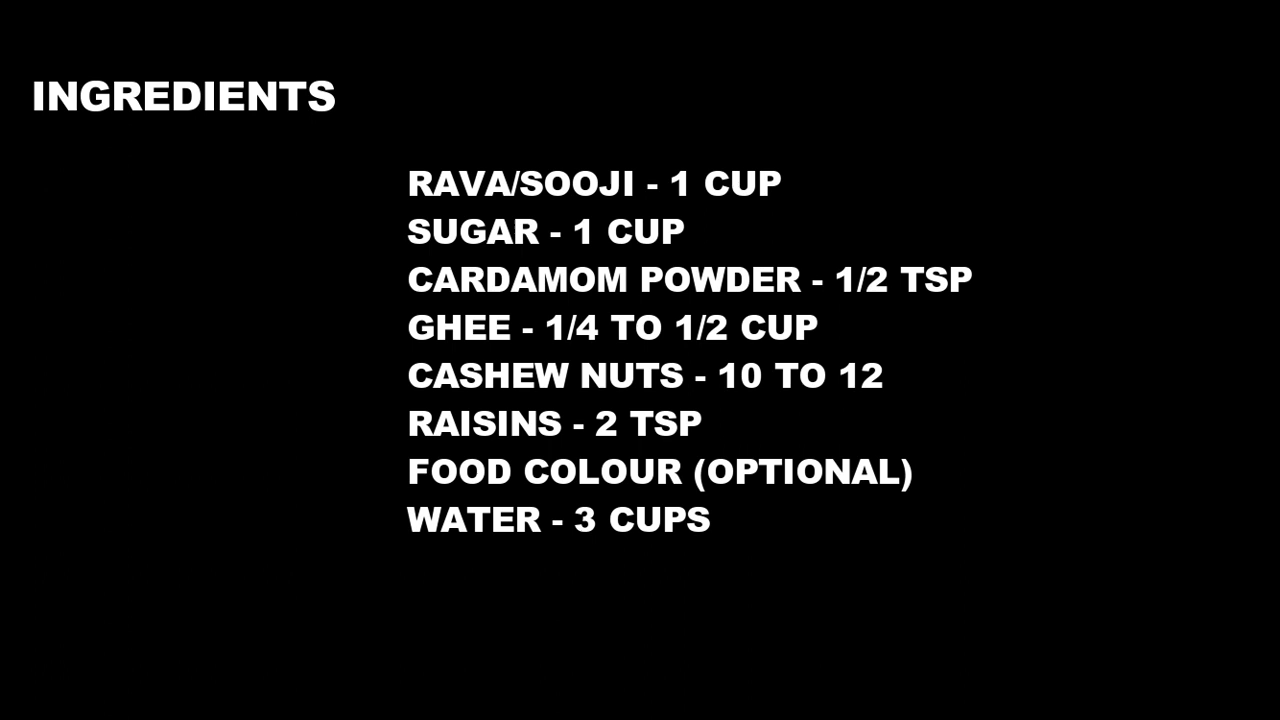 INGREDIENTS
RAVA/SOOJI - 1 CUP
SUGAR - 1 CUP
CARDAMOM POWDER - 1/2 TSP
GHEE - 1/4 TO 1/2 CUP
CASHEW NUTS - 10 TO 12
RAISINS - 2 TSP
FOOD COLOUR (OPTIONAL)
WATER - 3 CUPS